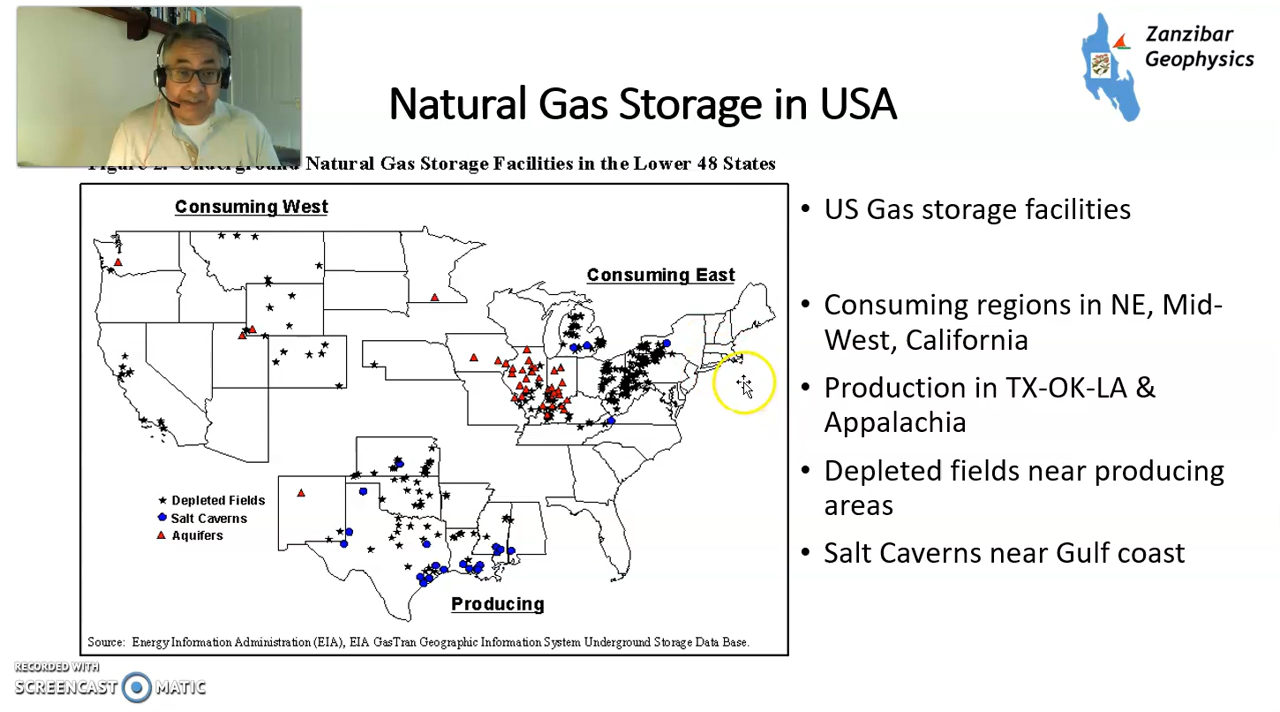 Zanzibar
Geophysics
Natural Gas Storage in USA
Natural Gas Storage Facilities in the Lower 48 States
Consuming West
Consuming East
Depleted Fields
Salt Caverns
Aquifers
Producing
Source: Energy Information Administration (EIA), EIA GasTran Geographic Information System Underground Storage Data Base.
• US Gas storage facilities
• Consuming regions in NE, Mid-
West, California
• Production in TX-OK-LA &
Appalachia
• Depleted fields near producing
areas
• Salt Caverns near Gulf coast
RECORDED WITH
SCREENCAST MATIC